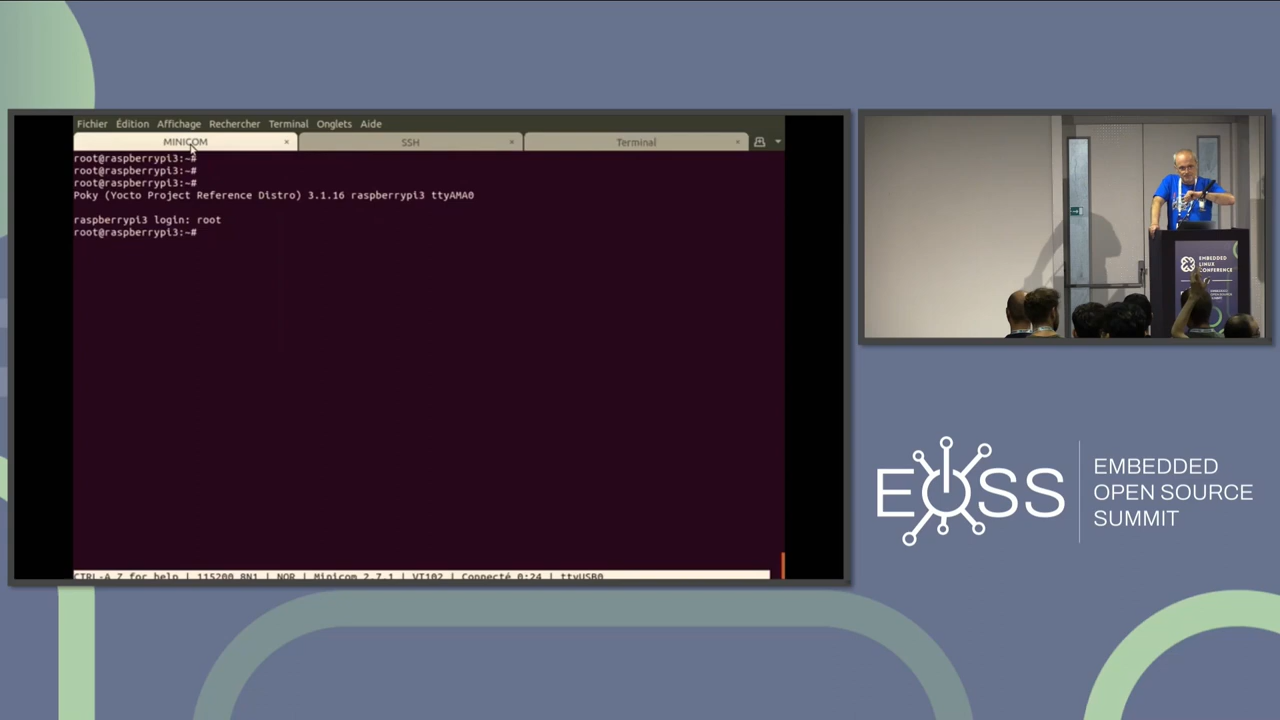 Fichier Édition Affichage Rechercher Terminal Onglets Aide
MINICOM × SSH × Terminal ×
root@raspberrypi3:~#
root@raspberrypi3:~#
root@raspberrypi3:~#
Poky (Yocto Project Reference Distro) 3.1.16 raspberrypi3 ttyAMA0
raspberrypi3 login: root
root@raspberrypi3:~#
CTRL-A Z for help | 115200 8N1 | NOR | Minicom 2.7.1 | VT102 | Connecté 0:24 | ttyUSB0
EMBEDDED
LINUX
CONFERENCE
EOSS
EMBEDDED
OPEN SOURCE
SUMMIT